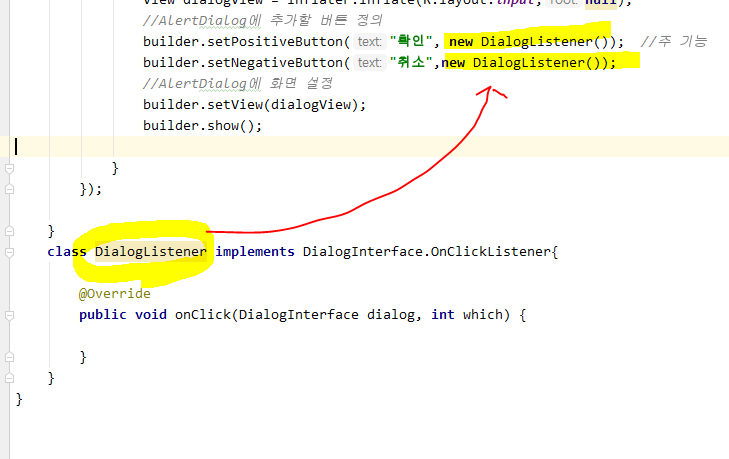 View dialogView = inflater.inflate(R.layout.input, root: null);
//AlertDialog에 추가할 버튼 정의
builder.setPositiveButton( text: "확인", new DialogListener()); //주 기능
builder.setNegativeButton( text: "취소",new DialogListener());
//AlertDialog에 화면 설정
builder.setView(dialogView);
builder.show();
}
});
}
class DialogListener implements DialogInterface.OnClickListener{
@Override
public void onClick(DialogInterface dialog, int which) {
}
}
}